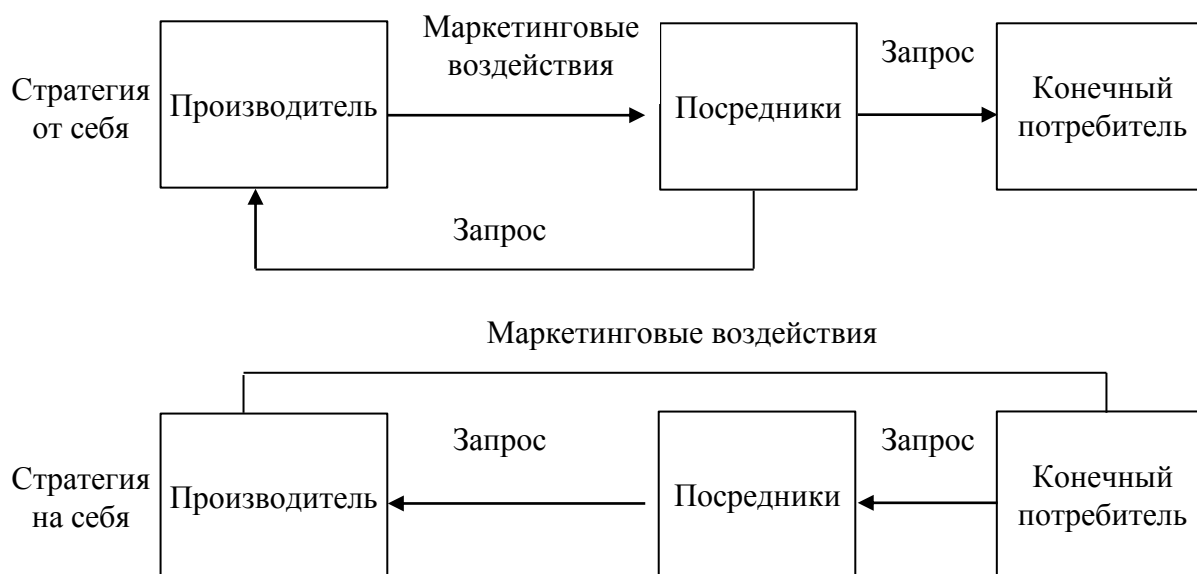 Маркетинговые
воздействия
Запрос
Стратегия
от себя
Производитель
Посредники
Конечный
потребитель
Запрос
Маркетинговые воздействия
Запрос
Запрос
Стратегия
на себя
Производитель
Посредники
Конечный
потребитель